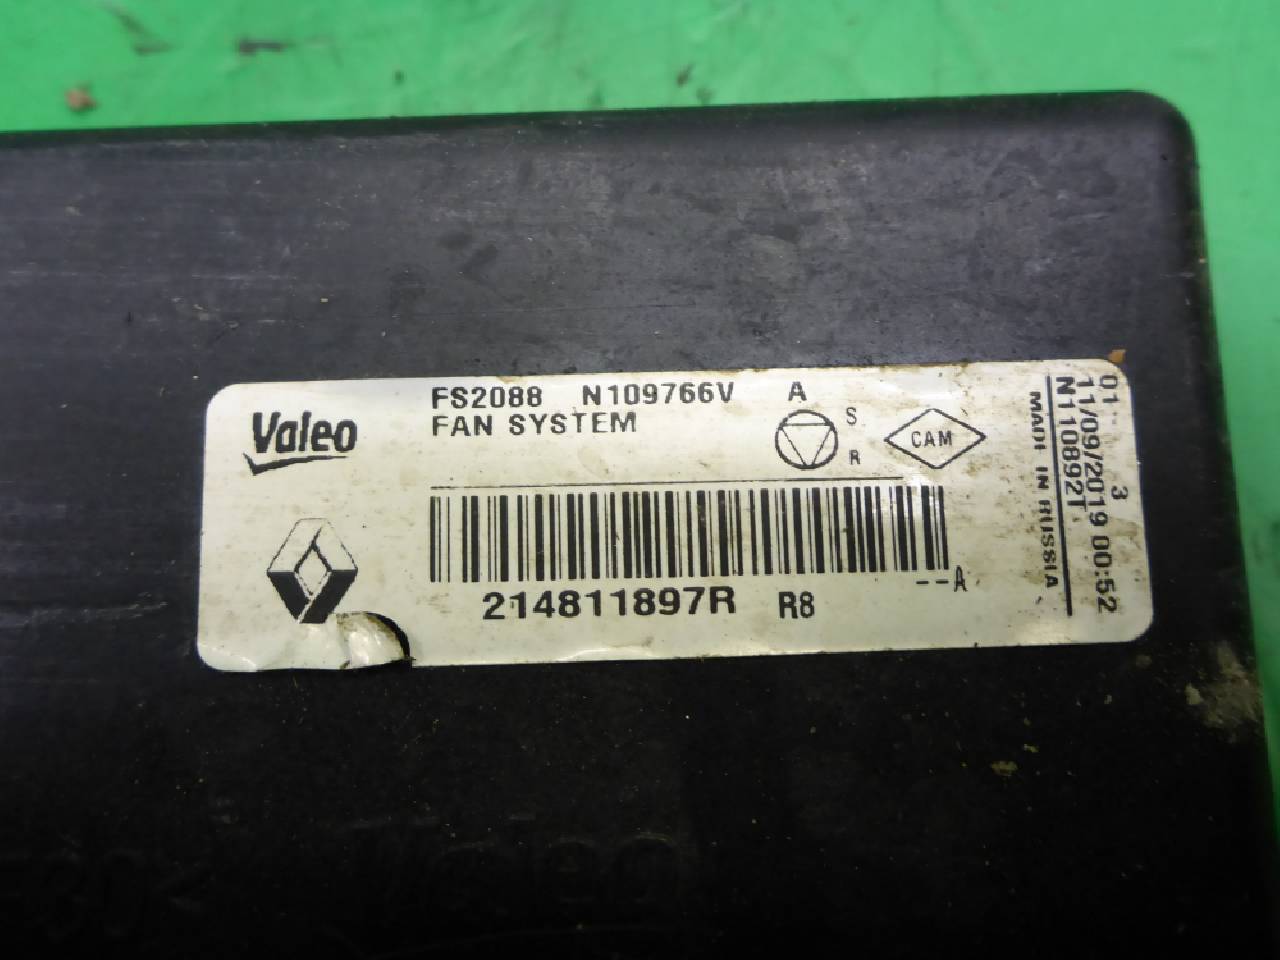 Valeo
FS2088 N109766V A
FAN SYSTEM
S
R
CAM
214811897R R8
--A
01 3
11/09/2019 00:52
N110892T
MADE IN RUSSIA
Valeo